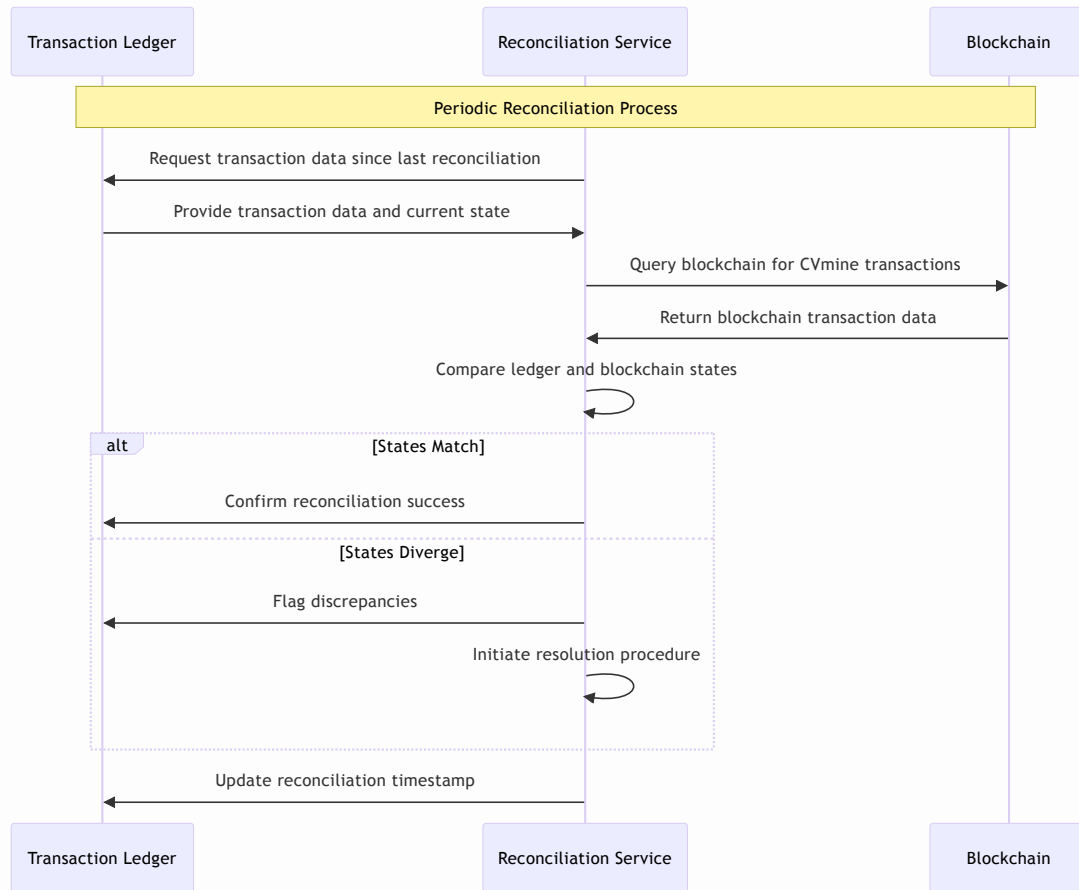 Transaction Ledger
Reconciliation Service
Blockchain
Periodic Reconciliation Process
Request transaction data since last reconciliation
Provide transaction data and current state
Query blockchain for CVmine transactions
Return blockchain transaction data
Compare ledger and blockchain states
alt
[States Match]
Confirm reconciliation success
[States Diverge]
Flag discrepancies
Initiate resolution procedure
Update reconciliation timestamp
Transaction Ledger
Reconciliation Service
Blockchain